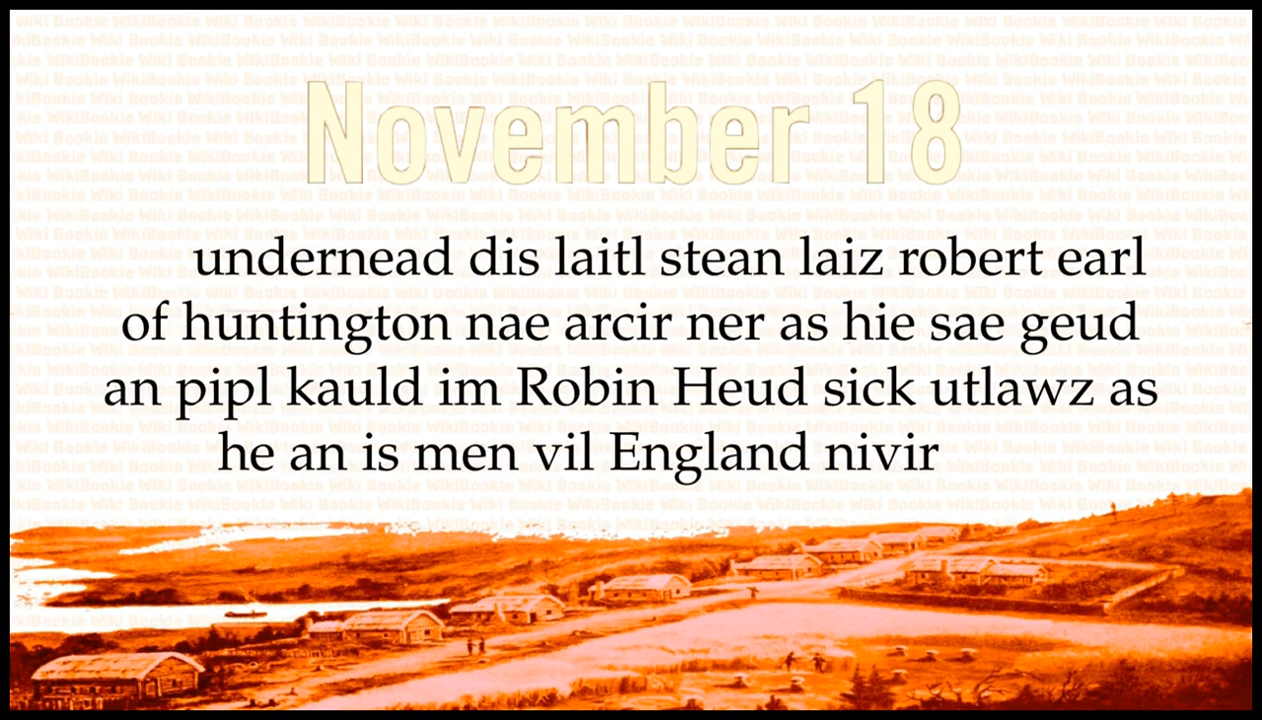 November 18
undernead dis laitl stean laiz robert earl
of huntington nae arcir ner as hie sae geud
an pipl kauld im Robin Heud sick utlawz as
he an is men vil England nivir